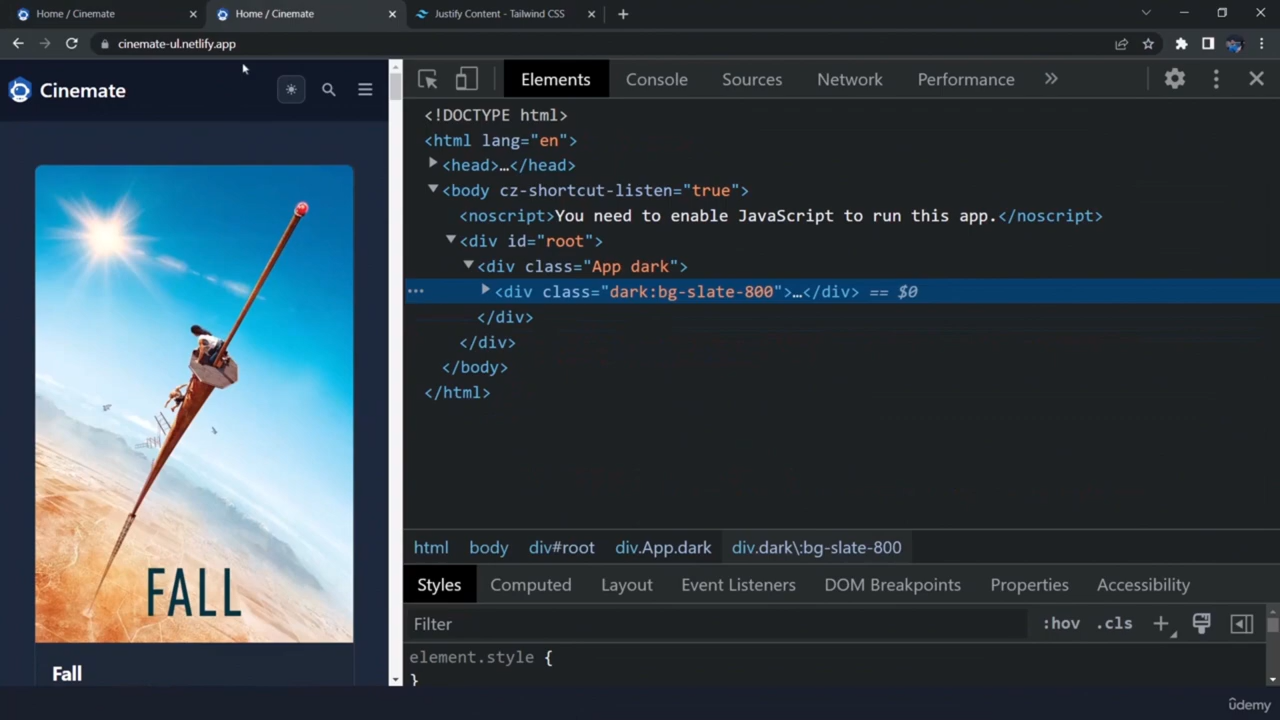 Home / Cinemate
Home / Cinemate
Justify Content - Tailwind CSS
cinemate-ul.netlify.app
Cinemate
FALL
Fall
Elements
Console
Sources
Network
Performance
<!DOCTYPE html>
<html lang="en">
<head>…</head>
<body cz-shortcut-listen="true">
<noscript>You need to enable JavaScript to run this app.</noscript>
<div id="root">
<div class="App dark">
<div class="dark:bg-slate-800">…</div> == $0
</div>
</div>
</body>
</html>
html body div#root div.App.dark div.dark\:bg-slate-800
Styles Computed Layout Event Listeners DOM Breakpoints Properties Accessibility
Filter :hov .cls
element.style {
}
ûdemy